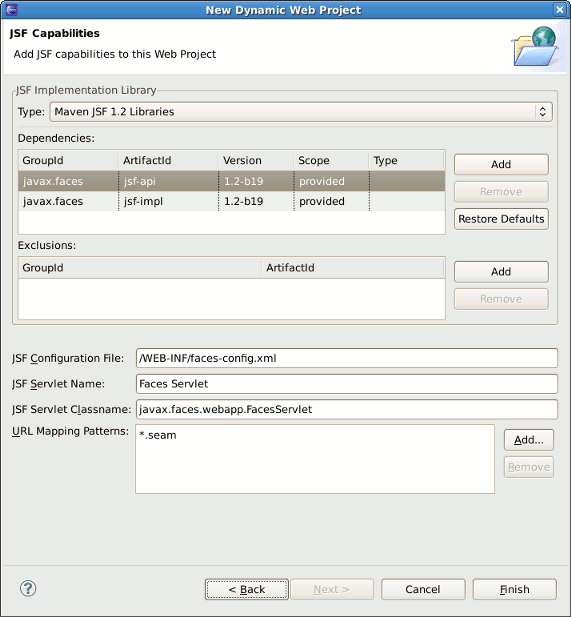 New Dynamic Web Project
JSF Capabilities
Add JSF capabilities to this Web Project
JSF Implementation Library
Type: Maven JSF 1.2 Libraries
Dependencies:
GroupId ArtifactId Version Scope Type
javax.faces jsf-api 1.2-b19 provided
javax.faces jsf-impl 1.2-b19 provided
Add
Remove
Restore Defaults
Exclusions:
GroupId ArtifactId
Add
Remove
JSF Configuration File: /WEB-INF/faces-config.xml
JSF Servlet Name: Faces Servlet
JSF Servlet Classname: javax.faces.webapp.FacesServlet
URL Mapping Patterns: *.seam
Add...
Remove
? < Back Next > Cancel Finish